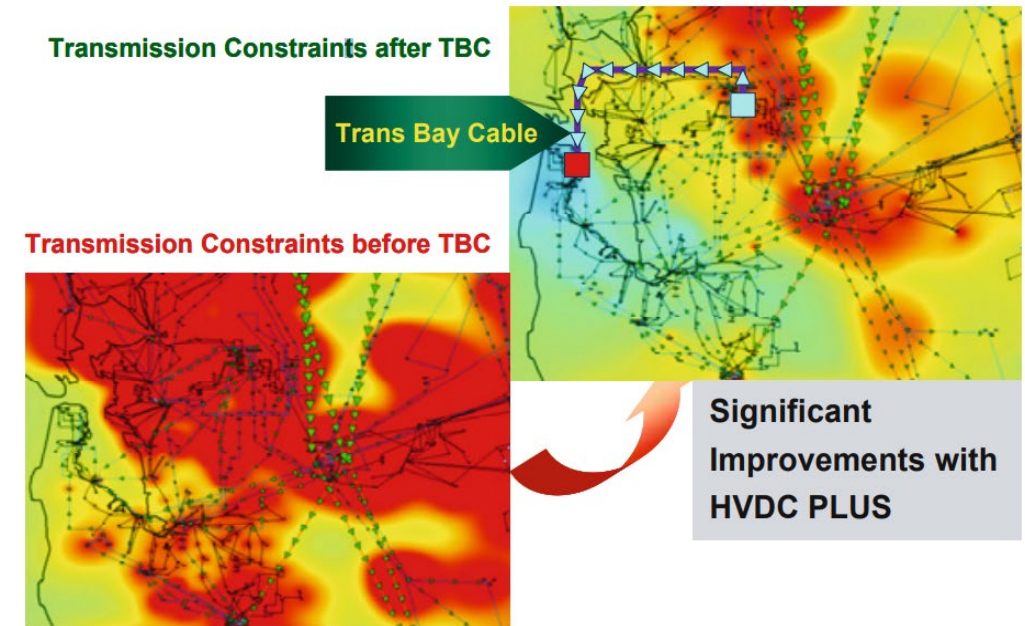 Transmission Constraints after TBC
Trans Bay Cable
Transmission Constraints before TBC
Significant
Improvements with
HVDC PLUS